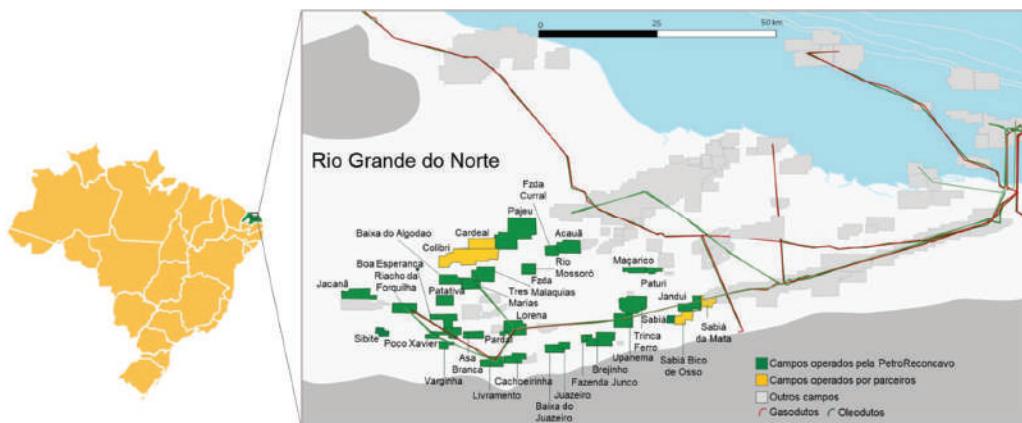 0
25
50 km
Rio Grande do Norte
Fzda
Curral
Pajeu
Cardeal
Acauã
Baixa do Algodao
Colibri
Rio
Mossoró
Maçarico
Boa Esperança
Riacho da
Forquilha
Fzda
Malaquias
Paturi
Jacanã
Patativa
Tres
Marias
Jandui
Lorena
Sabiá
Sabiá
da Mata
Sibite
Poço Xavier
Pardal
Trinca
Ferro
Asa
Branca
Upanema
Sabiá Bico
de Osso
Varginha
Cachoeirinha
Brejinho
Livramento
Juazeiro
Fazenda Junco
Baixa do
Juazeiro
Campos operados pela PetroReconcavo
Campos operados por parceiros
Outros campos
Gasodutos
Oleodutos